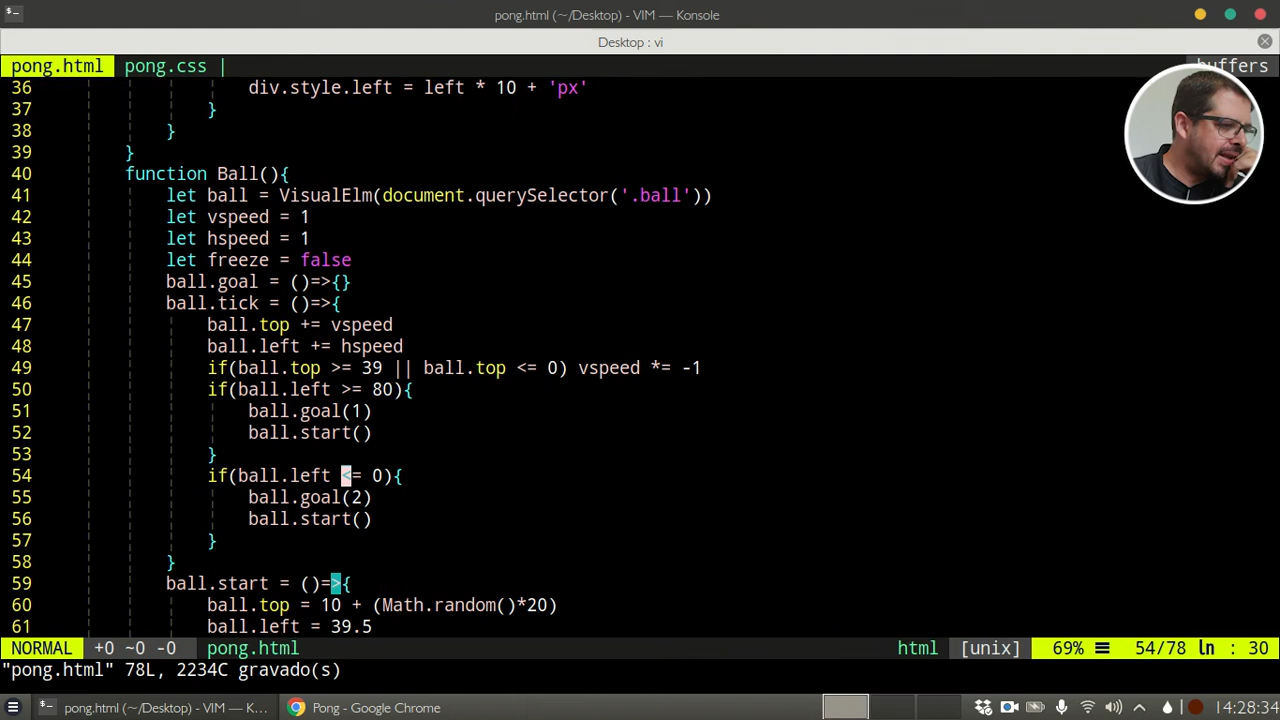 pong.html (~/Desktop) - VIM — Konsole
Desktop : vi
pong.html pong.css | buffers
36 div.style.left = left * 10 + 'px'
37 }
38 }
39 }
40 function Ball(){
41 let ball = VisualElm(document.querySelector('.ball'))
42 let vspeed = 1
43 let hspeed = 1
44 let freeze = false
45 ball.goal = ()=>{}
46 ball.tick = ()=>{
47 ball.top += vspeed
48 ball.left += hspeed
49 if(ball.top >= 39 || ball.top <= 0) vspeed *= -1
50 if(ball.left >= 80){
51 ball.goal(1)
52 ball.start()
53 }
54 if(ball.left <= 0){
55 ball.goal(2)
56 ball.start()
57 }
58 }
59 ball.start = ()=>{
60 ball.top = 10 + (Math.random()*20)
61 ball.left = 39.5
NORMAL +0 ~0 -0 pong.html html [unix] 69% ☰ 54/78 ln : 30
"pong.html" 78L, 2234C gravado(s)
pong.html (~/Desktop) - VIM — K... Pong - Google Chrome 14:28:34